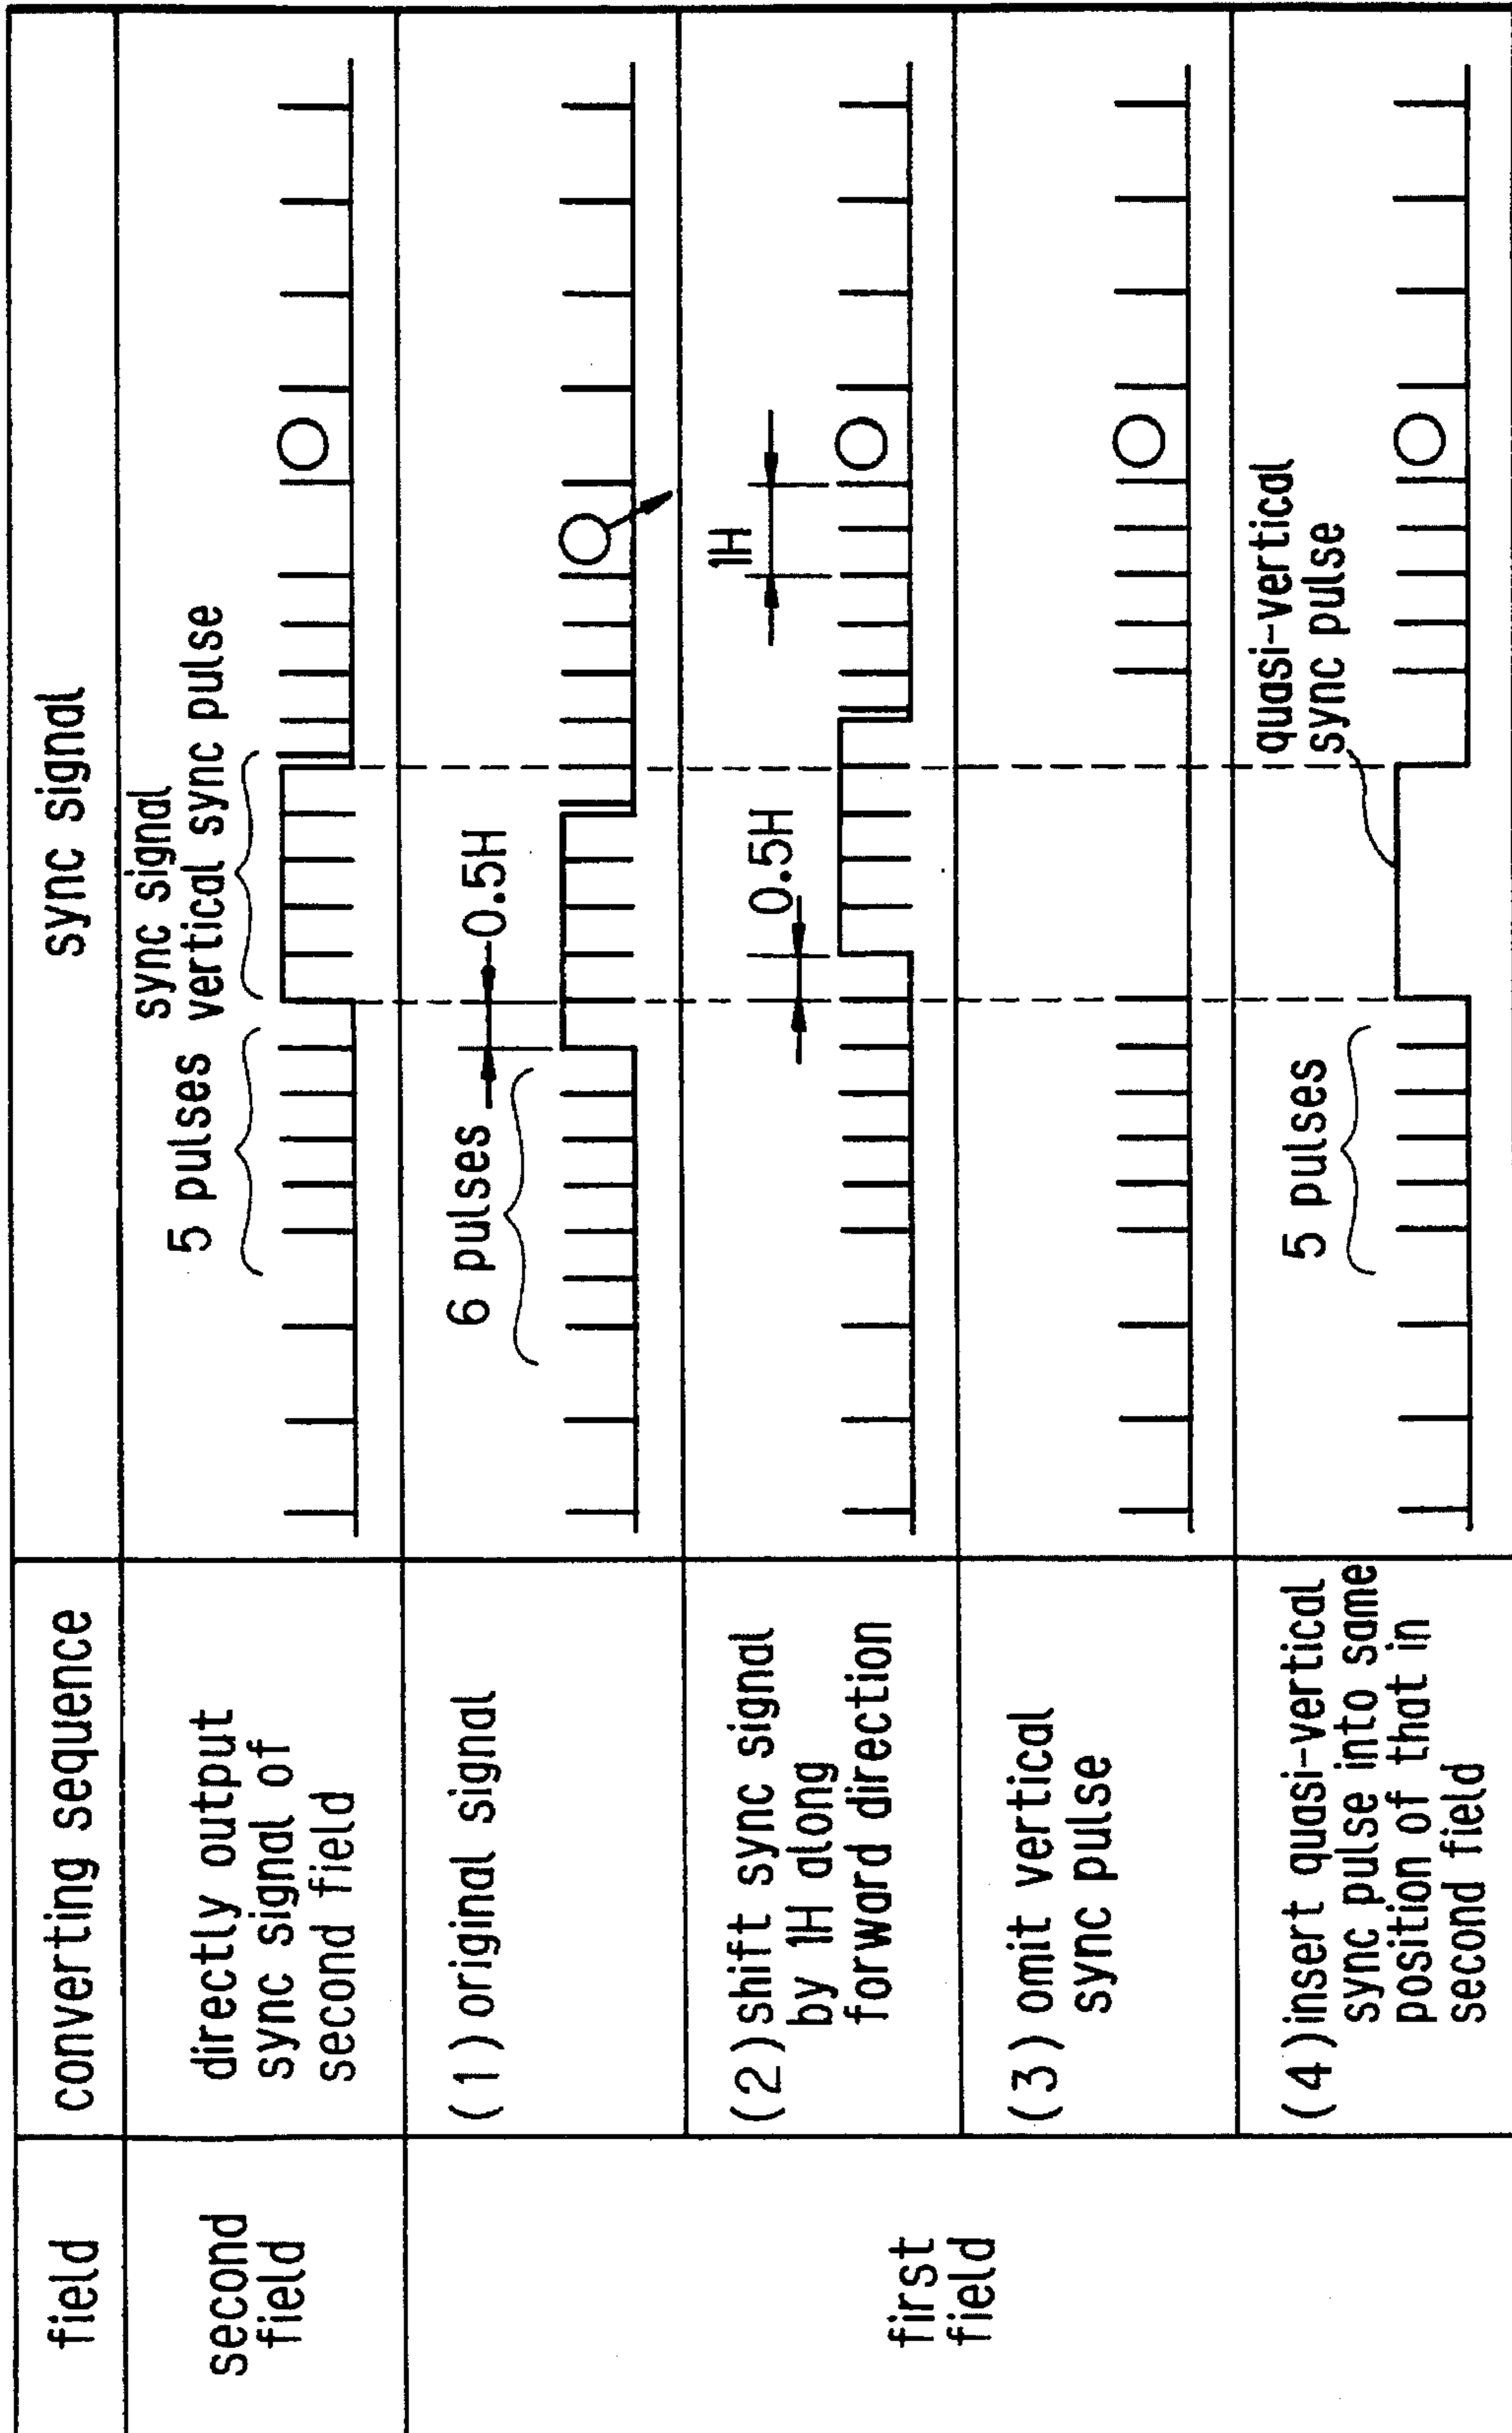 field
converting sequence
sync signal
second
field
directly output
sync signal of
second field
5 pulses
sync signal
vertical sync pulse
first
field
(1) original signal
6 pulses
0.5H
(2) shift sync signal
by 1H along
forward direction
0.5H
1H
(3) omit vertical
sync pulse
(4) insert quasi-vertical
sync pulse into same
position of that in
second field
5 pulses
quasi-vertical
sync pulse